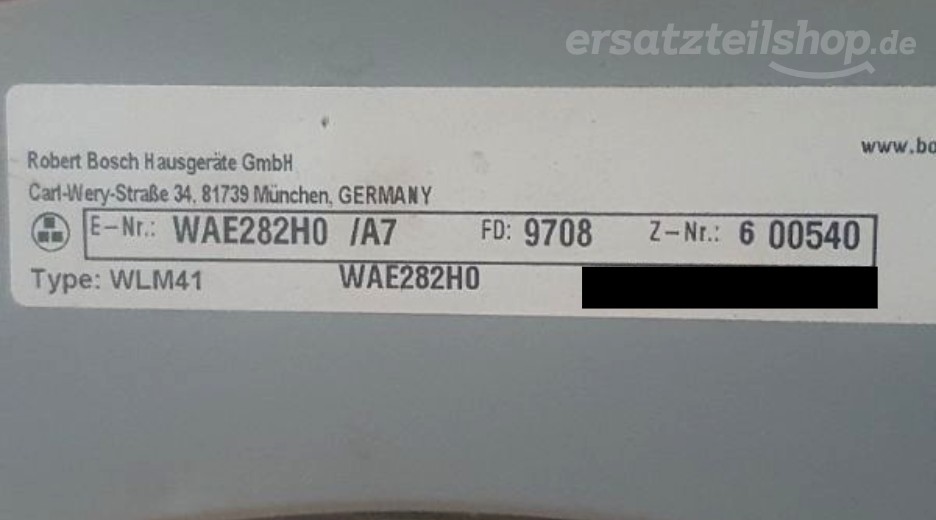 ersatzteilshop.de
www.bo
Robert Bosch Hausgeräte GmbH
Carl-Wery-Straße 34, 81739 München, GERMANY
E-Nr.: WAE282H0 /A7 FD: 9708 Z-Nr.: 6 00540
Type: WLM41 WAE282H0